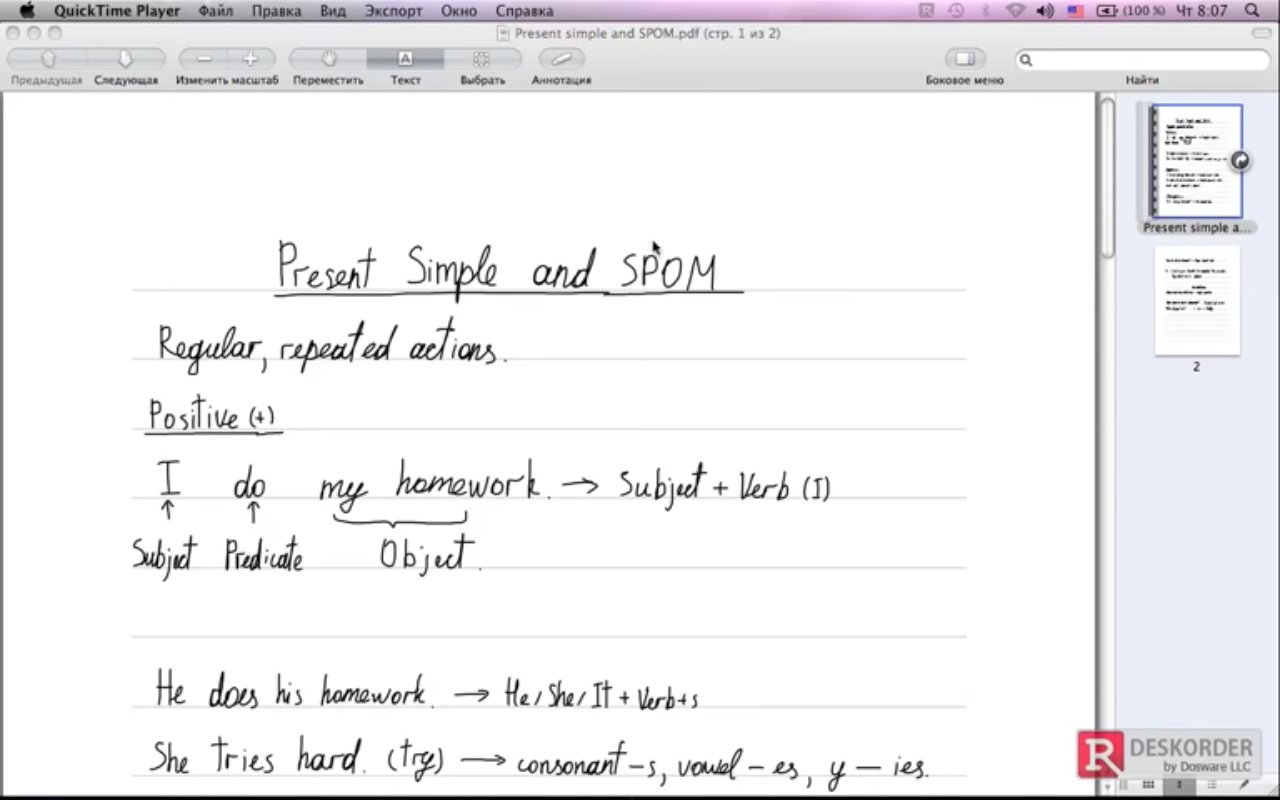 QuickTime Player Файл Правка Вид Экспорт Окно Справка (100 %) Чт 8:07
Present simple and SPOM.pdf (стр. 1 из 2)
Предыдущая Следующая Изменить масштаб Переместить Текст Выбрать Аннотация Боковое меню Найти
Present Simple and SPOM
Regular, repeated actions.
Positive (+)
I do my homework. → Subject + Verb (I)
Subject Predicate Object.
He does his homework. → He/She/It + Verb+s
She tries hard. (try) → consonant-s, vowel-es, y-ies.
Present simple a...
2
DESKORDER
by Dosware LLC